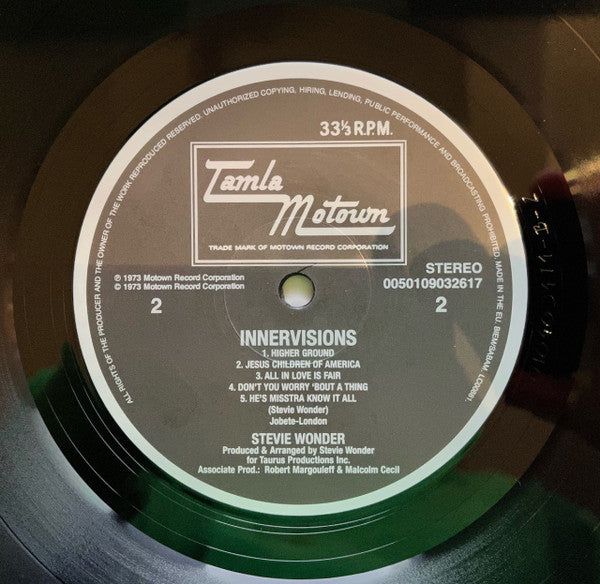 ALL RIGHTS OF THE PRODUCER AND THE OWNER OF THE WORK REPRODUCED RESERVED. UNAUTHORIZED COPYING, HIRING, LENDING, PUBLIC PERFORMANCE AND BROADCASTING PROHIBITED. MADE IN THE EU. BIEM/SABAM. LC00881.
33⅓ R.P.M.
Tamla
Motown
TRADE MARK OF MOTOWN RECORD CORPORATION
℗ 1973 Motown Record Corporation
© 1973 Motown Record Corporation
STEREO
0050109032617
2
2
INNERVISIONS
1. HIGHER GROUND
2. JESUS CHILDREN OF AMERICA
3. ALL IN LOVE IS FAIR
4. DON'T YOU WORRY 'BOUT A THING
5. HE'S MISSTRA KNOW IT ALL
(Stevie Wonder)
Jobete-London
STEVIE WONDER
Produced & Arranged by Stevie Wonder
for Taurus Productions Inc.
Associate Prod.: Robert Margouleff & Malcolm Cecil